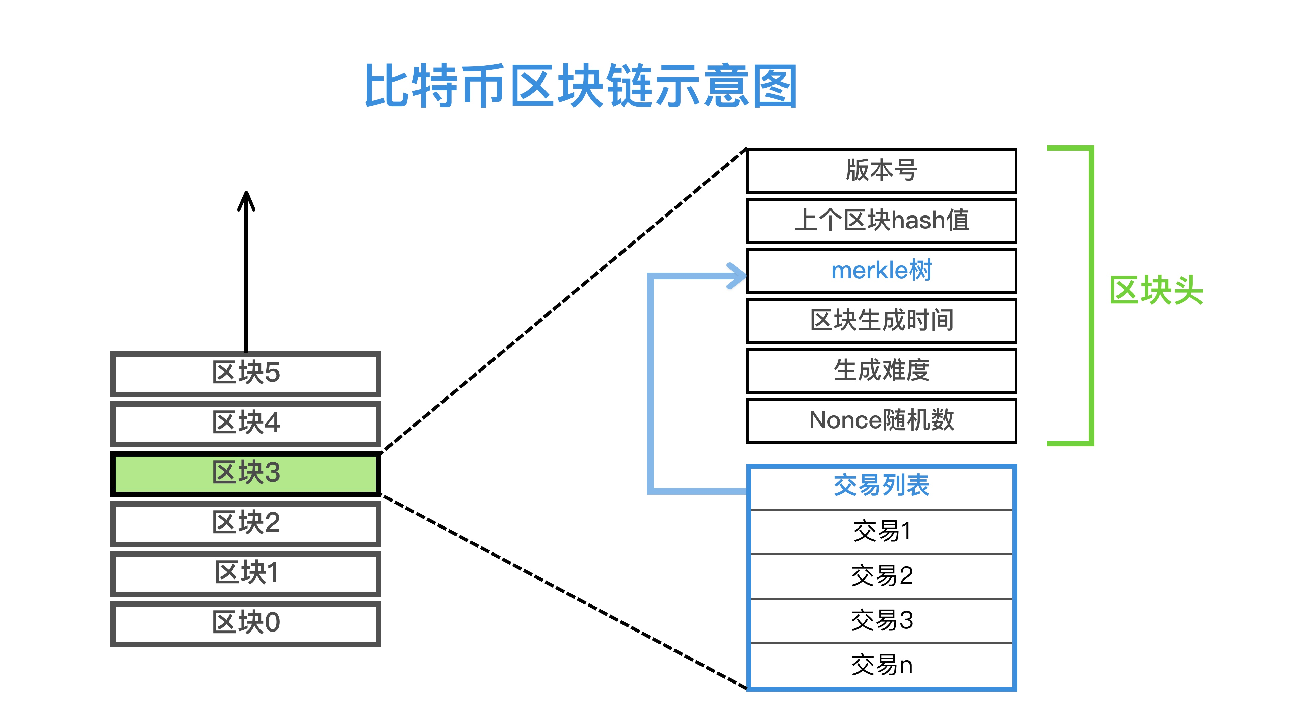 比特币区块链示意图
区块5
区块4
区块3
区块2
区块1
区块0
版本号
上个区块hash值
merkle树
区块生成时间
生成难度
Nonce随机数
区块头
交易列表
交易1
交易2
交易3
交易n